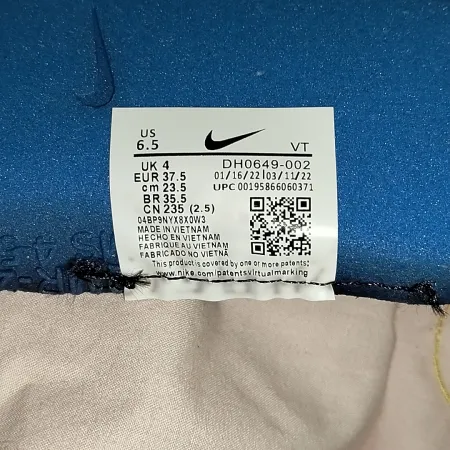 US
6.5
VT
UK 4
EUR 37.5
cm 23.5
BR 35.5
CN 235 (2.5)
DH0649-002
01/16/22 | 03/11/22
UPC 00195866060371
04BP9NYX8X0W3
MADE IN VIETNAM
HECHO EN VIETNAM
FABRIQUE AU VIETNAM
FABRICADO NO VIETNÃ
This product is covered by one or more patents:
www.nike.com/patentsvirtualmarking